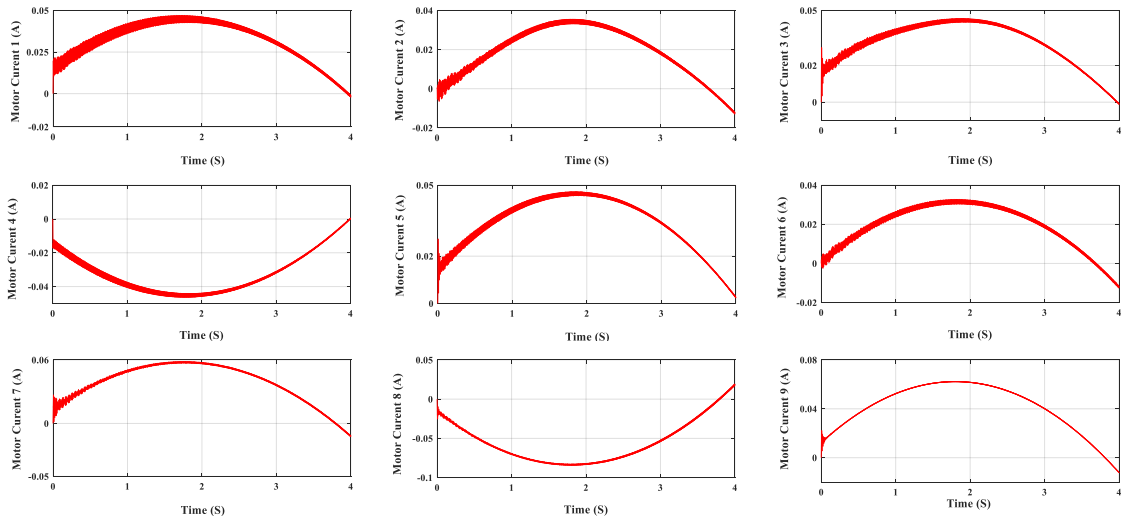 Motor Curent 1 (A)
0.05
0.025
0
-0.02
0 1 2 3 4
Time (S)
Motor Curent 2 (A)
0.04
0.02
0
-0.02
0 1 2 3 4
Time (S)
Motor Curent 3 (A)
0.05
0.02
0
0 1 2 3 4
Time (S)
Motor Curent 4 (A)
0.02
0
-0.02
-0.04
0 1 2 3 4
Time (S)
Motor Curent 5 (A)
0.05
0.02
0
0 1 2 3 4
Time (S)
Motor Curent 6 (A)
0.04
0.02
0
-0.02
0 1 2 3 4
Time (S)
Motor Curent 7 (A)
0.06
0
-0.05
0 1 2 3 4
Time (S)
Motor Curent 8 (A)
0.05
0
-0.05
-0.1
0 1 2 3 4
Time (S)
Motor Curent 9 (A)
0.08
0.04
0
0 1 2 3 4
Time (S)